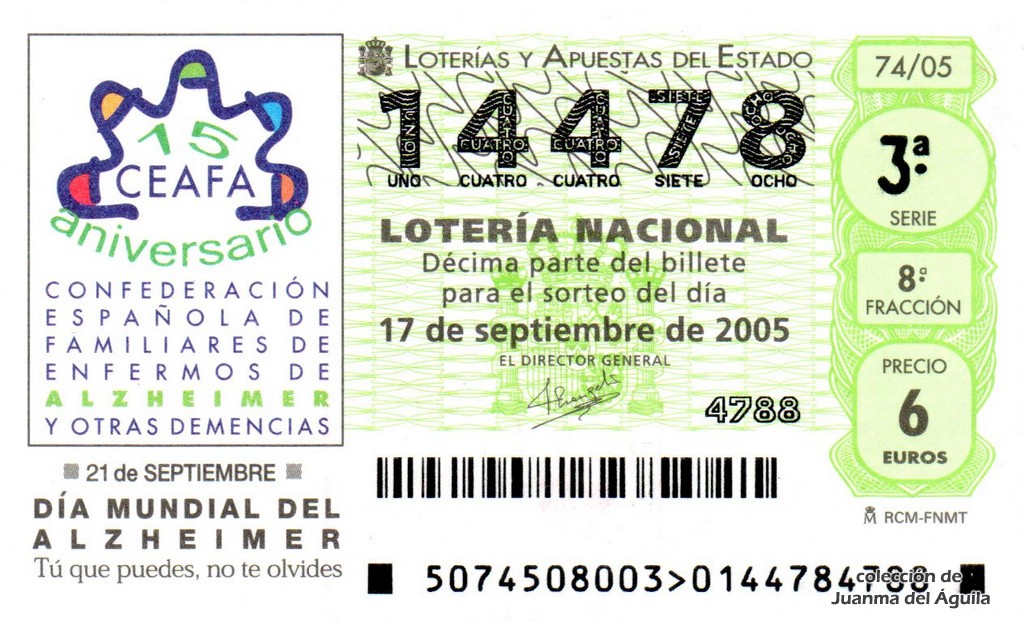 15
CEAFA
aniversario
CONFEDERACIÓN
ESPAÑOLA DE
FAMILIARES DE
ENFERMOS DE
ALZHEIMER
Y OTRAS DEMENCIAS
21 de SEPTIEMBRE
DÍA MUNDIAL DEL
ALZHEIMER
Tú que puedes, no te olvides
LOTERÍAS Y APUESTAS DEL ESTADO
14478
UNO CUATRO CUATRO SIETE OCHO
LOTERÍA NACIONAL
Décima parte del billete
para el sorteo del día
17 de septiembre de 2005
EL DIRECTOR GENERAL
4788
74/05
3ª
SERIE
8ª
FRACCIÓN
PRECIO
6
EUROS
RCM-FNMT
5074508003>0144784788
colección de
Juanma del Águila